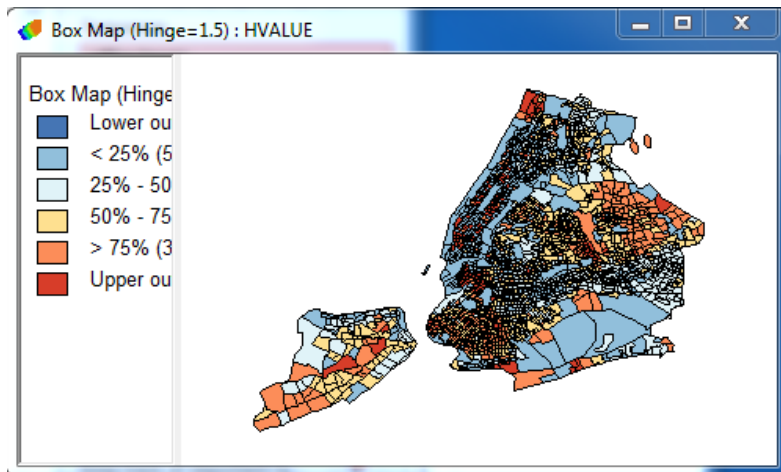 Box Map (Hinge=1.5) : HVALUE
Box Map (Hinge
Lower ou
< 25% (5
25% - 50
50% - 75
> 75% (3
Upper ou